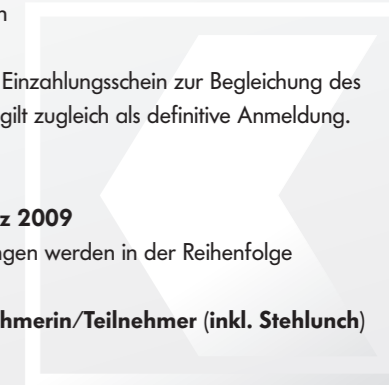 n
Einzahlungsschein zur Begleichung des
gilt zugleich als definitive Anmeldung.
z 2009
ngen werden in der Reihenfolge
hmerin/Teilnehmer (inkl. Stehlunch)